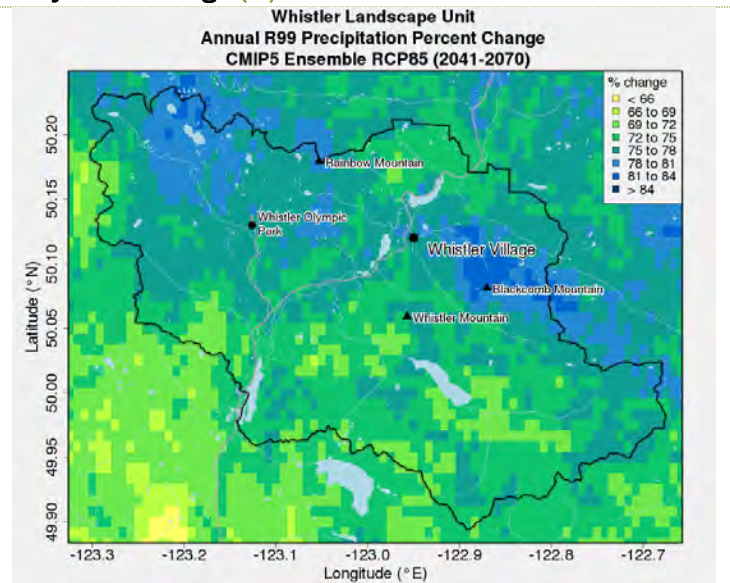 Whistler Landscape Unit
Annual R99 Precipitation Percent Change
CMIP5 Ensemble RCP85 (2041-2070)
% change
< 66
66 to 69
69 to 72
72 to 75
75 to 78
78 to 81
81 to 84
> 84
Rainbow Mountain
Whistler Olympic
Park
Whistler Village
Blackcomb Mountain
Whistler Mountain
Latitude (°N)
50.20
50.15
50.10
50.05
50.00
49.95
49.90
-123.3 -123.2 -123.1 -123.0 -122.9 -122.8 -122.7
Longitude (°E)